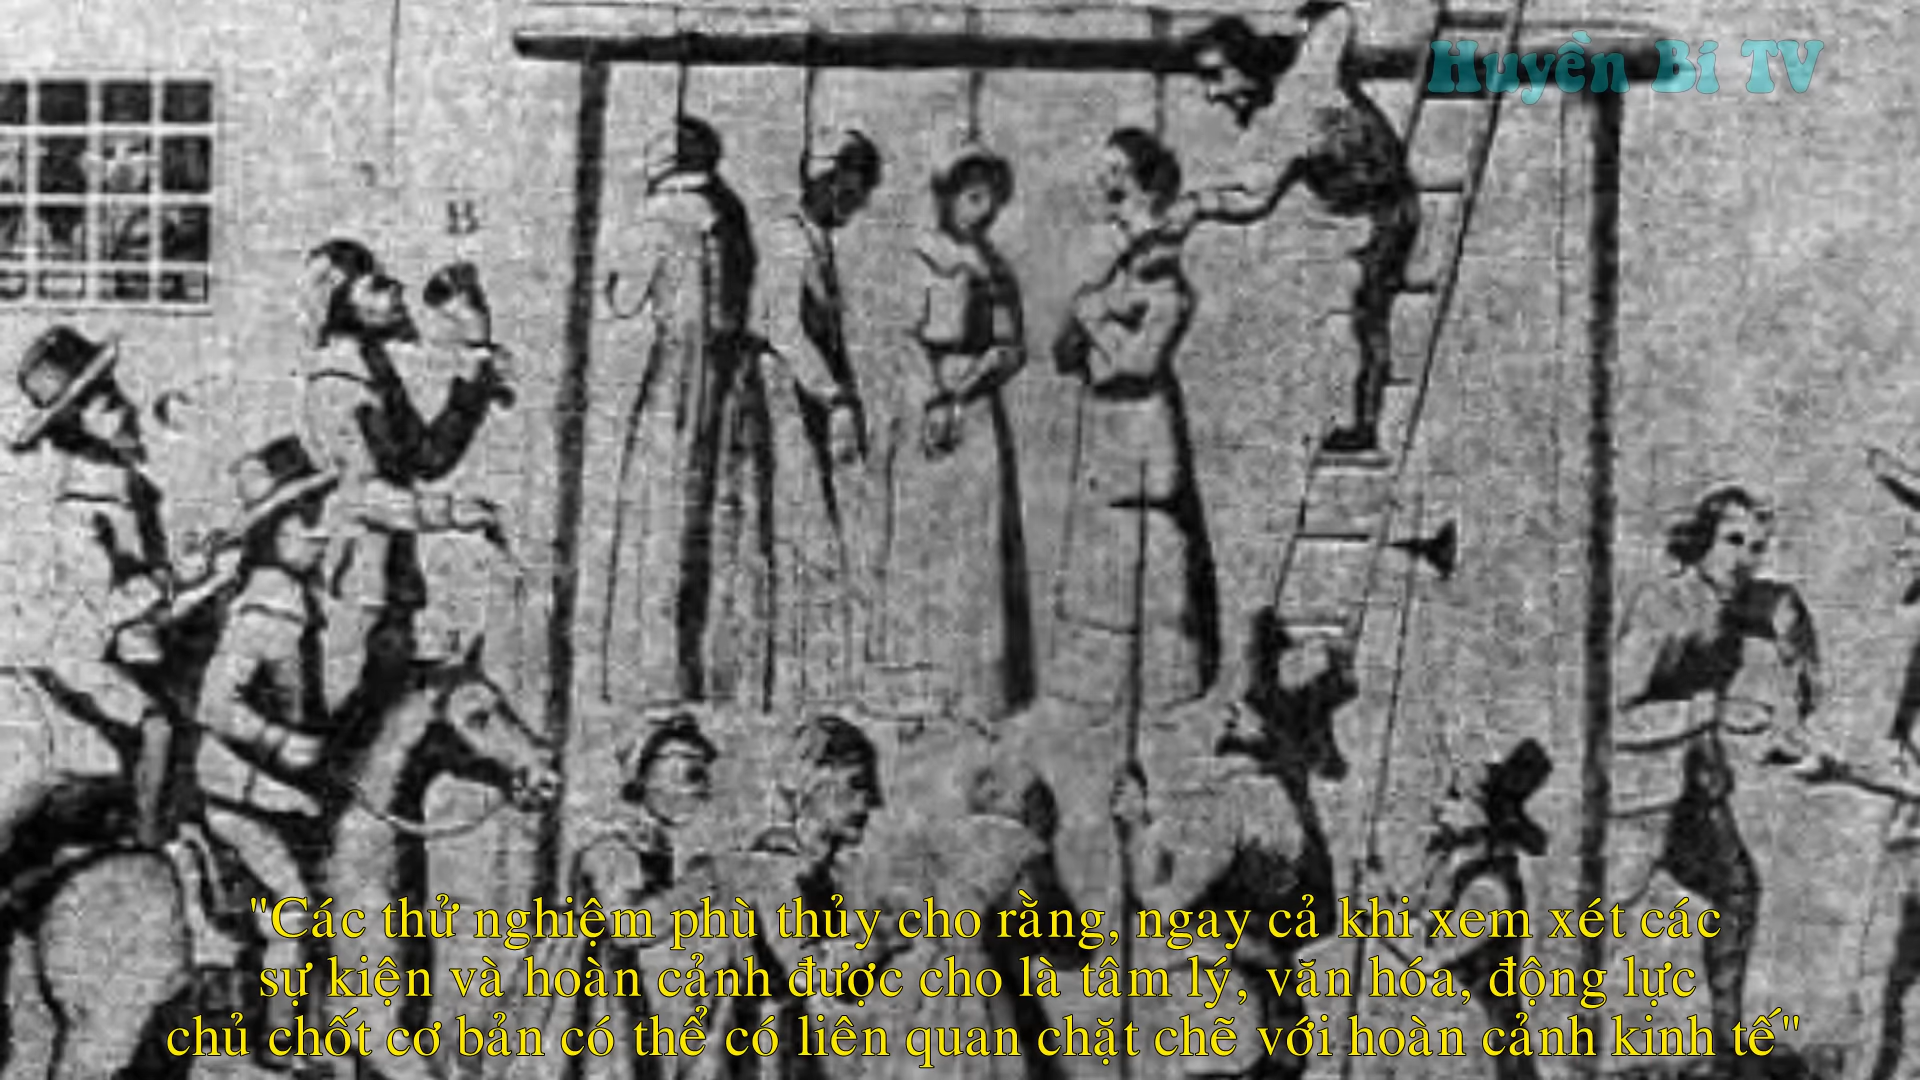 Huyền Bí TV
B
"Các thử nghiệm phù thủy cho rằng, ngay cả khi xem xét các
sự kiện và hoàn cảnh được cho là tâm lý, văn hóa, động lực
chủ chốt cơ bản có thể có liên quan chặt chẽ với hoàn cảnh kinh tế"